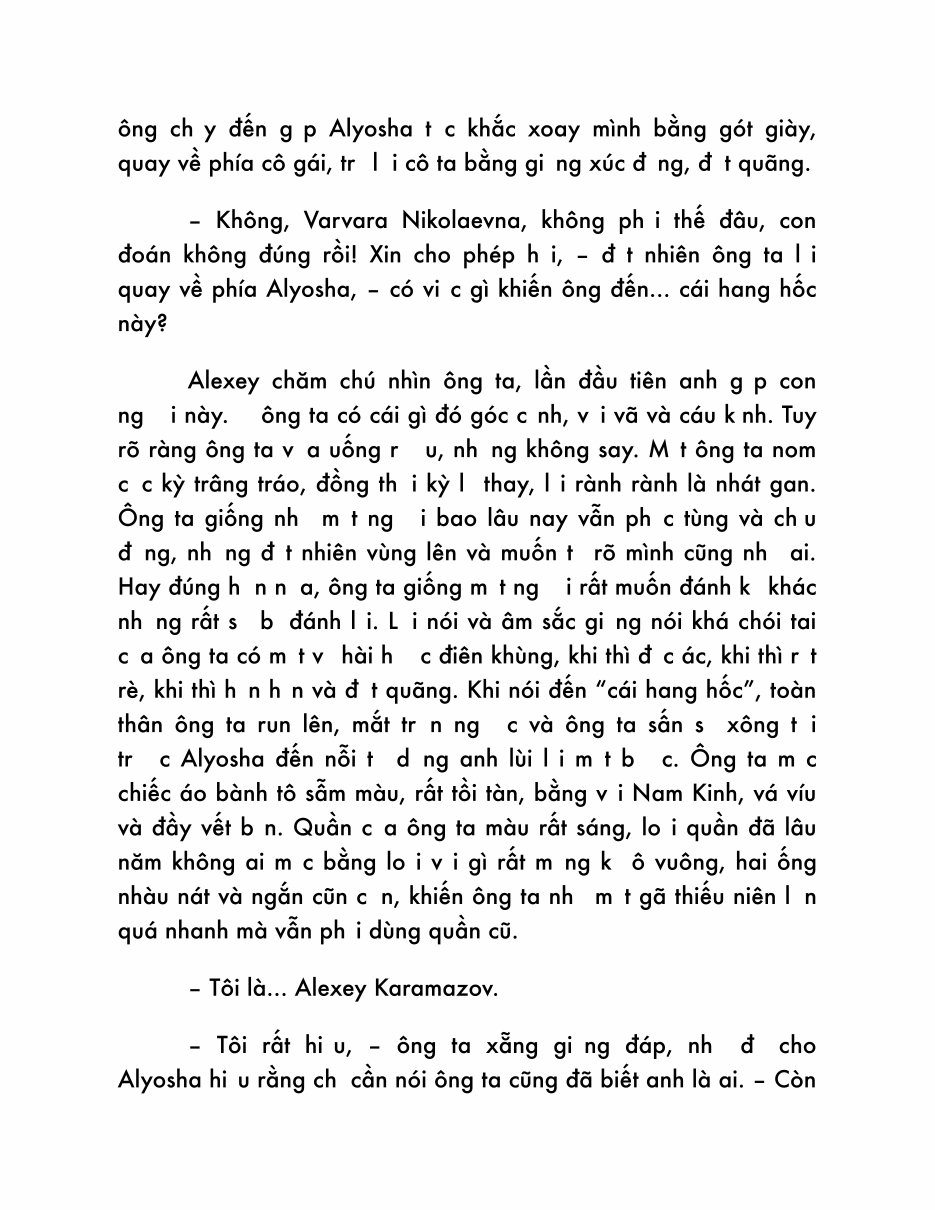 ông ch y đến g p Alyosha t c khắc xoay mình bằng gót giày,
quay về phía cô gái, tr l i cô ta bằng gi ng xúc đ ng, đ t quãng.
– Không, Varvara Nikolaevna, không ph i thế đâu, con
đoán không đúng rồi! Xin cho phép h i, – đ t nhiên ông ta l i
quay về phía Alyosha, – có vi c gì khiến ông đến... cái hang hốc
này?
Alexey chăm chú nhìn ông ta, lần đầu tiên anh g p con
ng i này. ông ta có cái gì đó góc c nh, v i vã và cáu k nh. Tuy
rõ ràng ông ta v a uống r u, nh ng không say. M t ông ta nom
c c kỳ trâng tráo, đồng th i kỳ l thay, l i rành rành là nhát gan.
Ông ta giống nh m t ng i bao lâu nay vẫn ph c tùng và ch u
đ ng, nh ng đ t nhiên vùng lên và muốn t rõ mình cũng nh ai.
Hay đúng h n n a, ông ta giống m t ng i rất muốn đánh k khác
nh ng rất s b đánh l i. L i nói và âm sắc gi ng nói khá chói tai
c a ông ta có m t v hài h c điên khùng, khi thì đ c ác, khi thì r t
rè, khi thì h n h n và đ t quãng. Khi nói đến “cái hang hốc”, toàn
thân ông ta run lên, mắt tr n ng c và ông ta sấn s xông t i
tr c Alyosha đến nỗi t d ng anh lùi l i m t b c. Ông ta m c
chiếc áo bành tô sẫm màu, rất tồi tàn, bằng v i Nam Kinh, vá víu
và đầy vết b n. Quần c a ông ta màu rất sáng, lo i quần đã lâu
năm không ai m c bằng lo i v i gì rất m ng k ô vuông, hai ống
nhàu nát và ngắn cũn c n, khiến ông ta nh m t gã thiếu niên l n
quá nhanh mà vẫn ph i dùng quần cũ.
– Tôi là... Alexey Karamazov.
– Tôi rất hi u, – ông ta xẵng gi ng đáp, nh đ cho
Alyosha hi u rằng ch cần nói ông ta cũng đã biết anh là ai. – Còn